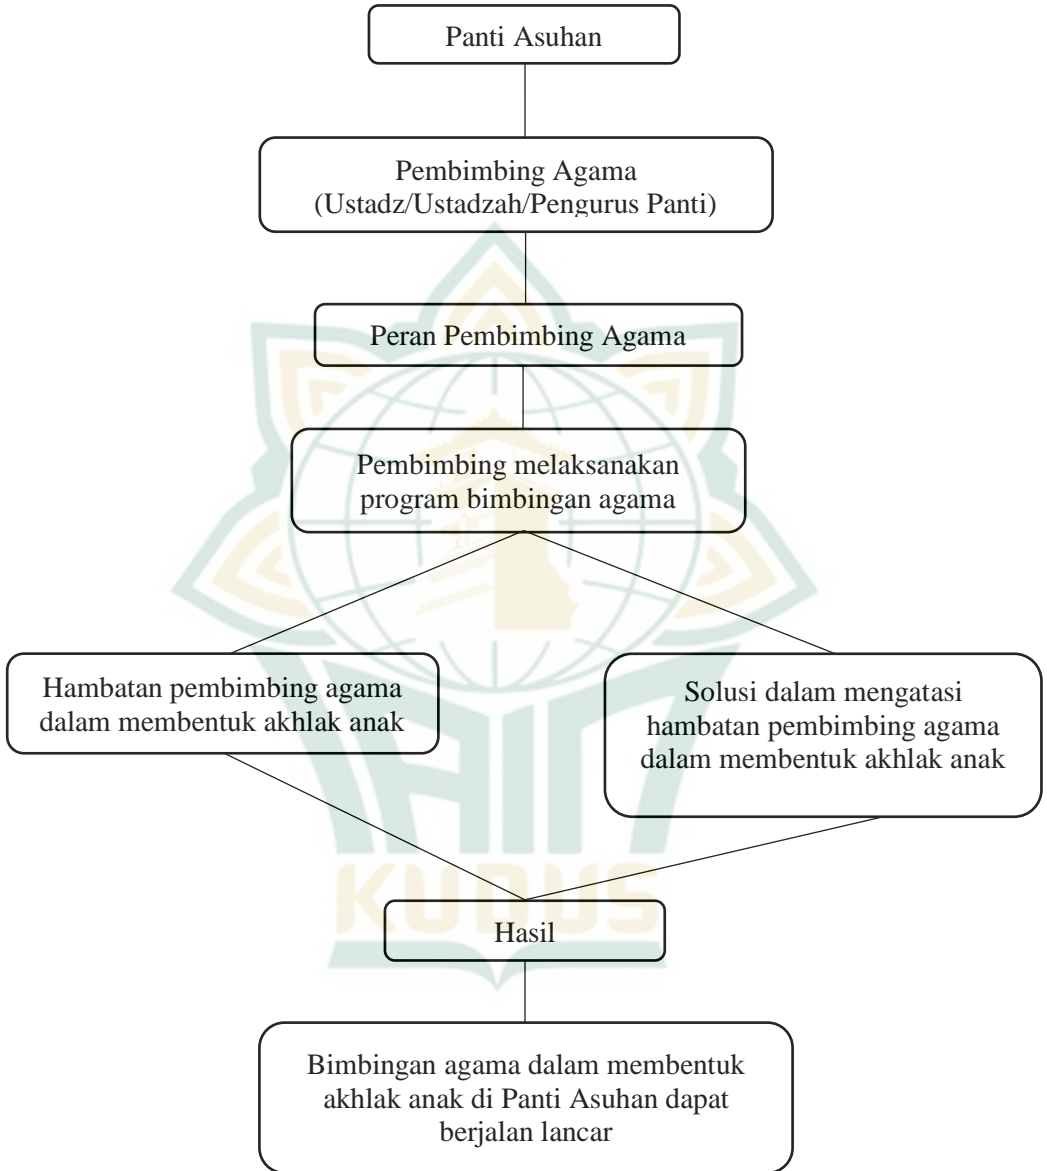 Panti Asuhan
Pembimbing Agama
(Ustadz/Ustadzah/Pengurus Panti)
Peran Pembimbing Agama
Pembimbing melaksanakan
program bimbingan agama
Hambatan pembimbing agama
dalam membentuk akhlak anak
Solusi dalam mengatasi
hambatan pembimbing agama
dalam membentuk akhlak anak
IAIN
KUDUS
Hasil
Bimbingan agama dalam membentuk
akhlak anak di Panti Asuhan dapat
berjalan lancar